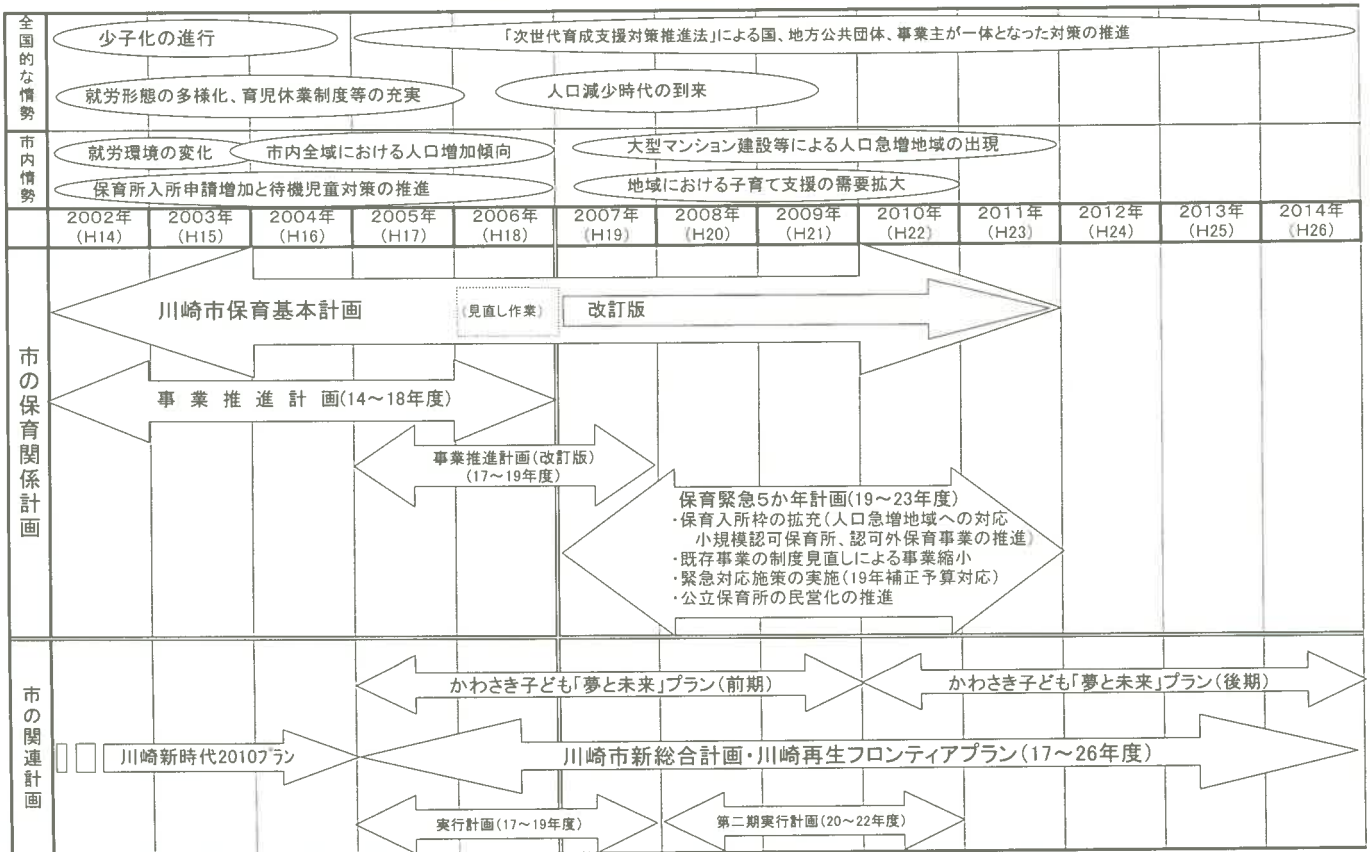 全国的な情勢
少子化の進行
「次世代育成支援対策推進法」による国、地方公共団体、事業主が一体となった対策の推進
就労形態の多様化、育児休業制度等の充実
人口減少時代の到来
市内情勢
就労環境の変化
市内全域における人口増加傾向
大型マンション建設等による人口急増地域の出現
保育所入所申請増加と待機児童対策の推進
地域における子育て支援の需要拡大
2002年 2003年 2004年 2005年 2006年 2007年 2008年 2009年 2010年 2011年 2012年 2013年 2014年
(H14) (H15) (H16) (H17) (H18) (H19) (H20) (H21) (H22) (H23) (H24) (H25) (H26)
市の保育関係計画
川崎市保育基本計画
(見直し作業)
改訂版
事業推進計画(14～18年度)
事業推進計画(改訂版)
(17～19年度)
保育緊急5か年計画(19～23年度)
・保育入所枠の拡充(人口急増地域への対応
小規模認可保育所、認可外保育事業の推進)
・既存事業の制度見直しによる事業縮小
・緊急対応施策の実施(19年補正予算対応)
・公立保育所の民営化の推進
市の関連計画
かわさき子ども「夢と未来」プラン(前期)
かわさき子ども「夢と未来」プラン(後期)
川崎新時代2010プラン
川崎市新総合計画・川崎再生フロンティアプラン(17～26年度)
実行計画(17～19年度)
第二期実行計画(20～22年度)